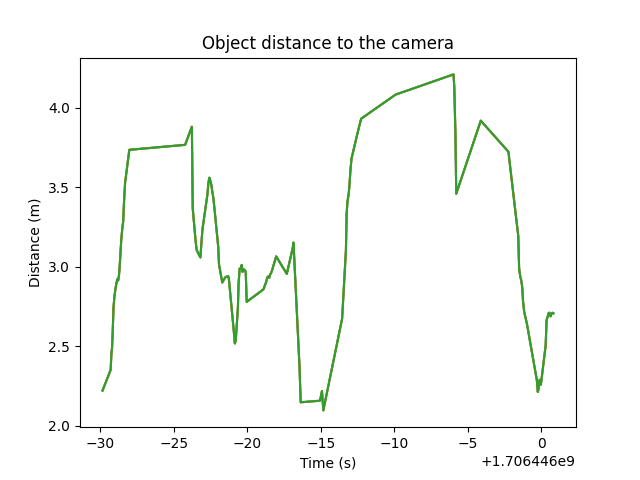 Object distance to the camera
Distance (m)
4.0
3.5
3.0
2.5
2.0
−30 −25 −20 −15 −10 −5 0
Time (s)
+1.706446e9